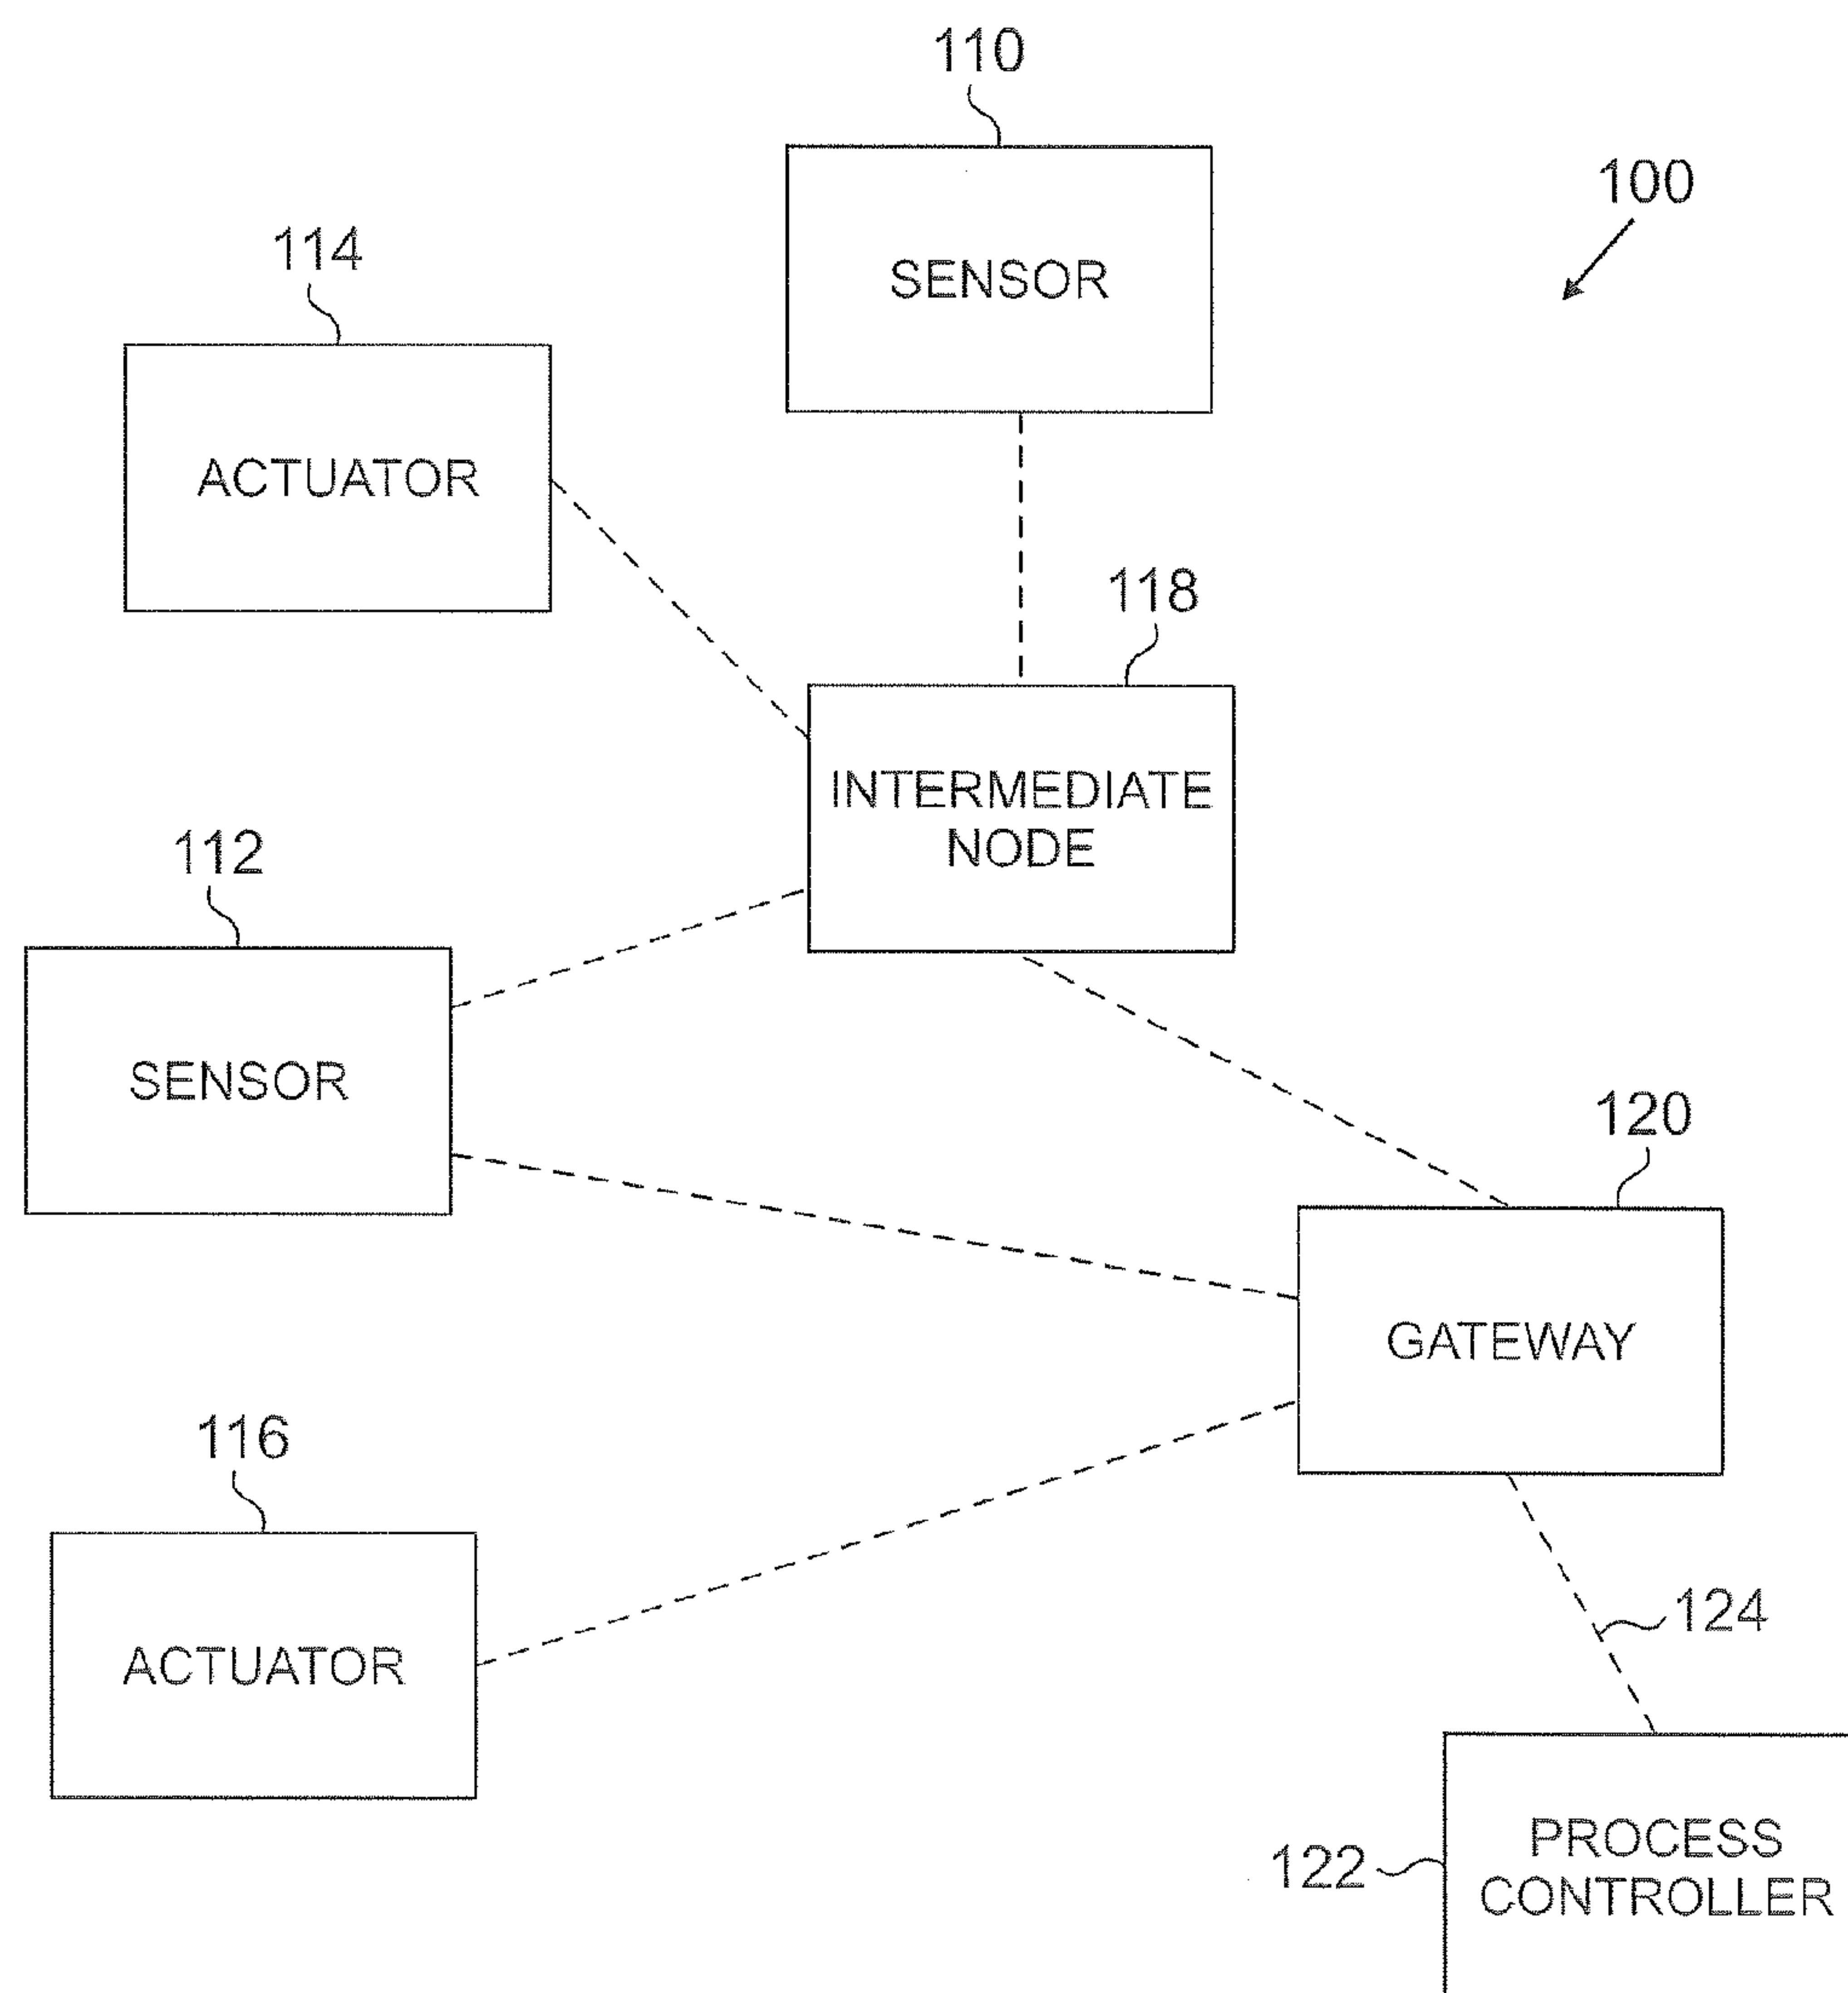 110
100
114
SENSOR
ACTUATOR
118
INTERMEDIATE
NODE
112
SENSOR
120
GATEWAY
116
ACTUATOR
124
PROCESS
CONTROLLER
122